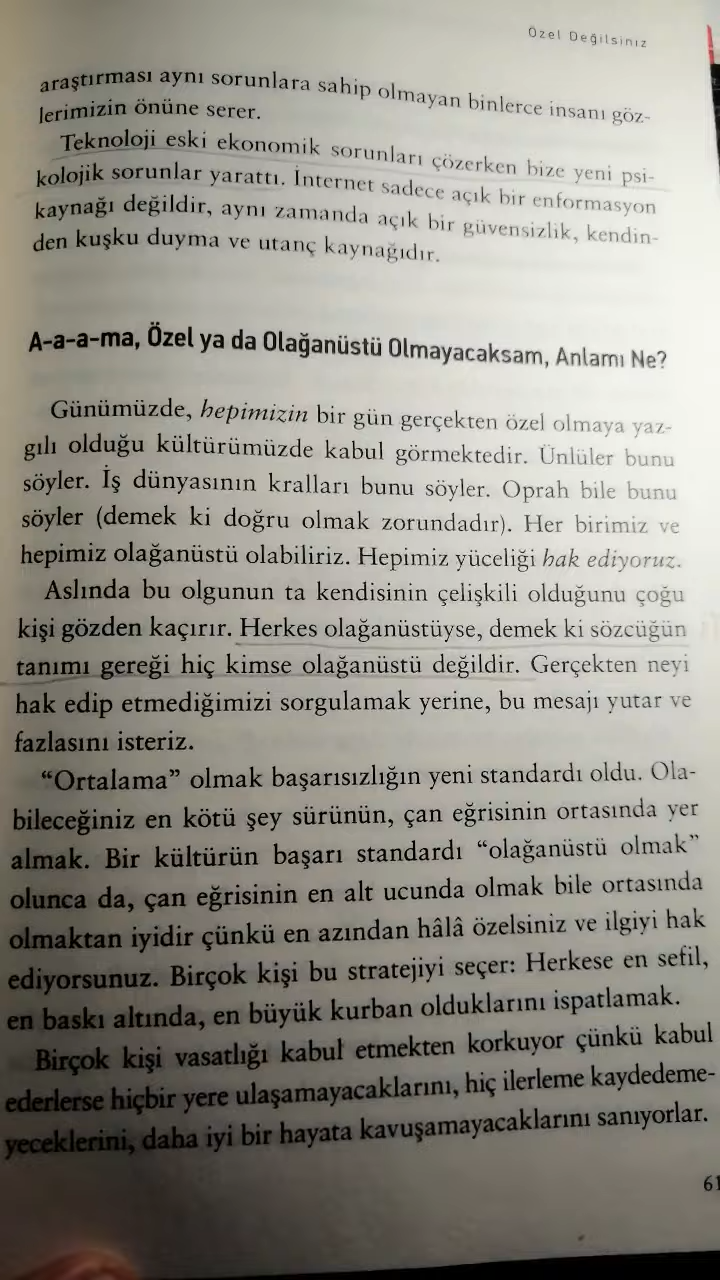 Özel Değilsiniz
araştırması aynı sorunlara sahip olmayan binlerce insanı göz-
lerimizin önüne serer.
Teknoloji eski ekonomik sorunları çözerken bize yeni psi-
kolojik sorunlar yarattı. İnternet sadece açık bir enformasyon
kaynağı değildir, aynı zamanda açık bir güvensizlik, kendin-
den kuşku duyma ve utanç kaynağıdır.
A-a-a-ma, Özel ya da Olağanüstü Olmayacaksam, Anlamı Ne?
Günümüzde, hepimizin bir gün gerçekten özel olmaya yaz-
gılı olduğu kültürümüzde kabul görmektedir. Ünlüler bunu
söyler. İş dünyasının kralları bunu söyler. Oprah bile bunu
söyler (demek ki doğru olmak zorundadır). Her birimiz ve
hepimiz olağanüstü olabiliriz. Hepimiz yüceliği hak ediyoruz.
Aslında bu olgunun ta kendisinin çelişkili olduğunu çoğu
kişi gözden kaçırır. Herkes olağanüstüyse, demek ki sözcüğün
tanımı gereği hiç kimse olağanüstü değildir. Gerçekten neyi
hak edip etmediğimizi sorgulamak yerine, bu mesajı yutar ve
fazlasını isteriz.
“Ortalama” olmak başarısızlığın yeni standardı oldu. Ola-
bileceğiniz en kötü şey sürünün, çan eğrisinin ortasında yer
almak. Bir kültürün başarı standardı “olağanüstü olmak”
olunca da, çan eğrisinin en alt ucunda olmak bile ortasında
olmaktan iyidir çünkü en azından hâlâ özelsiniz ve ilgiyi hak
ediyorsunuz. Birçok kişi bu stratejiyi seçer: Herkese en sefil,
en baskı altında, en büyük kurban olduklarını ispatlamak.
Birçok kişi vasatlığı kabul etmekten korkuyor çünkü kabul
ederlerse hiçbir yere ulaşamayacaklarını, hiç ilerleme kaydedeme-
yeceklerini, daha iyi bir hayata kavuşamayacaklarını sanıyorlar.
61